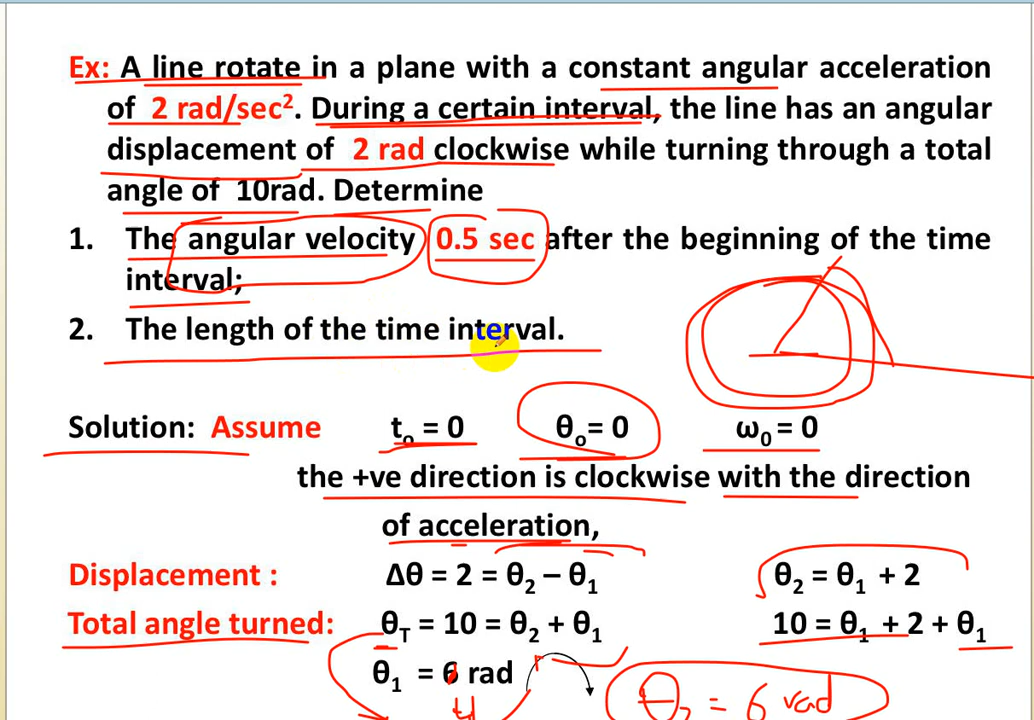 Ex: A line rotate in a plane with a constant angular acceleration
of 2 rad/sec². During a certain interval, the line has an angular
displacement of 2 rad clockwise while turning through a total
angle of 10rad. Determine
1. The angular velocity 0.5 sec after the beginning of the time
interval;
2. The length of the time interval.
Solution: Assume t₀ = 0 θ₀= 0 ω₀ = 0
the +ve direction is clockwise with the direction
of acceleration,
Displacement : Δθ = 2 = θ₂ – θ₁ θ₂ = θ₁ + 2
Total angle turned: θ_T = 10 = θ₂ + θ₁ 10 = θ₁ + 2 + θ₁
θ₁ = 6 rad
4 θ₂ = 6 rad